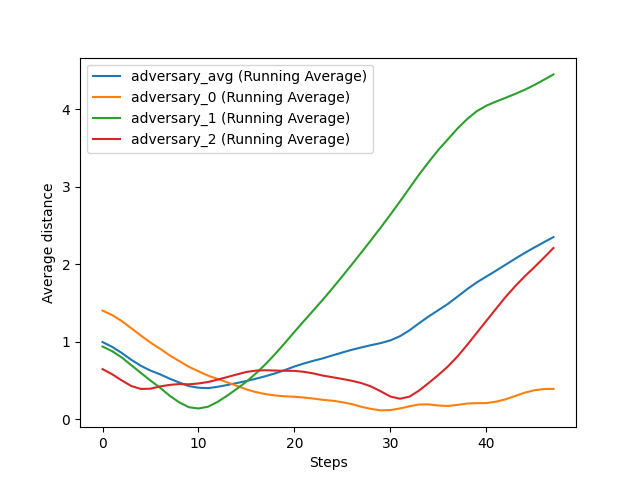 adversary_avg (Running Average)
adversary_0 (Running Average)
adversary_1 (Running Average)
adversary_2 (Running Average)
4
3
2
1
0
Average distance
0
10
20
30
40
Steps